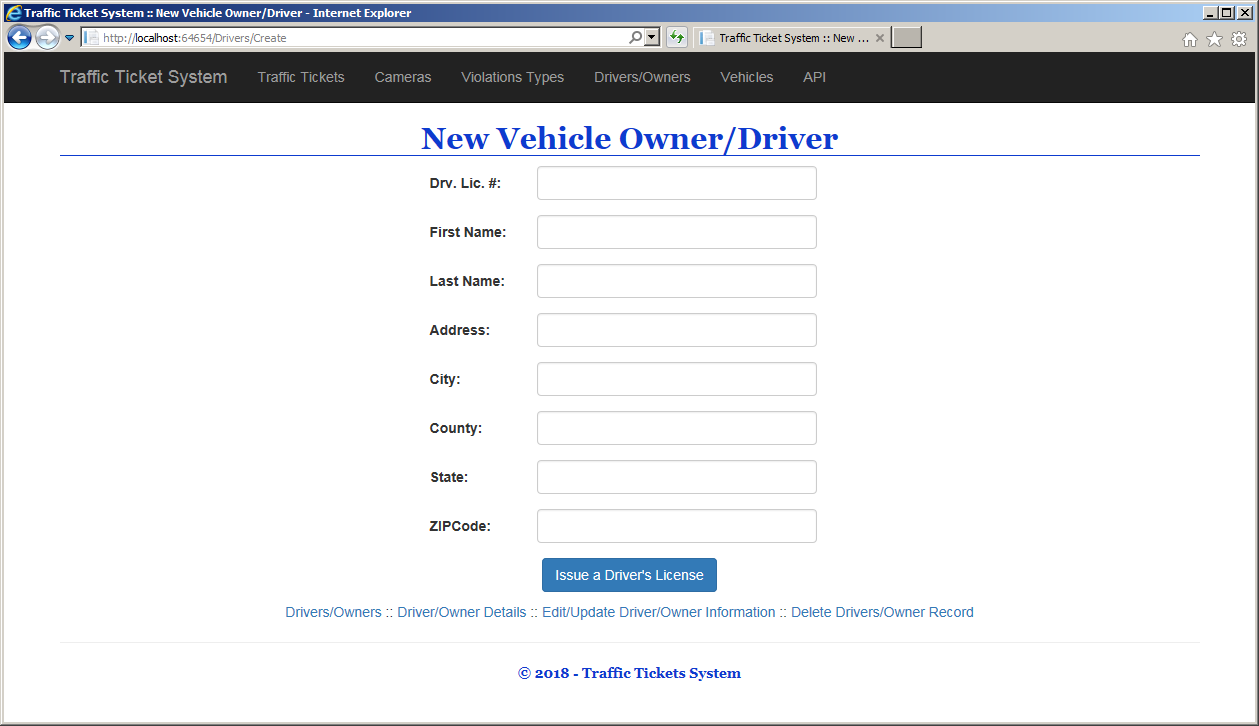 Traffic Ticket System :: New Vehicle Owner/Driver - Internet Explorer
http://localhost:64654/Drivers/Create
Traffic Ticket System :: New ...
Traffic Ticket System Traffic Tickets Cameras Violations Types Drivers/Owners Vehicles API
New Vehicle Owner/Driver
Drv. Lic. #:
First Name:
Last Name:
Address:
City:
County:
State:
ZIPCode:
Issue a Driver's License
Drivers/Owners :: Driver/Owner Details :: Edit/Update Driver/Owner Information :: Delete Drivers/Owner Record
© 2018 - Traffic Tickets System